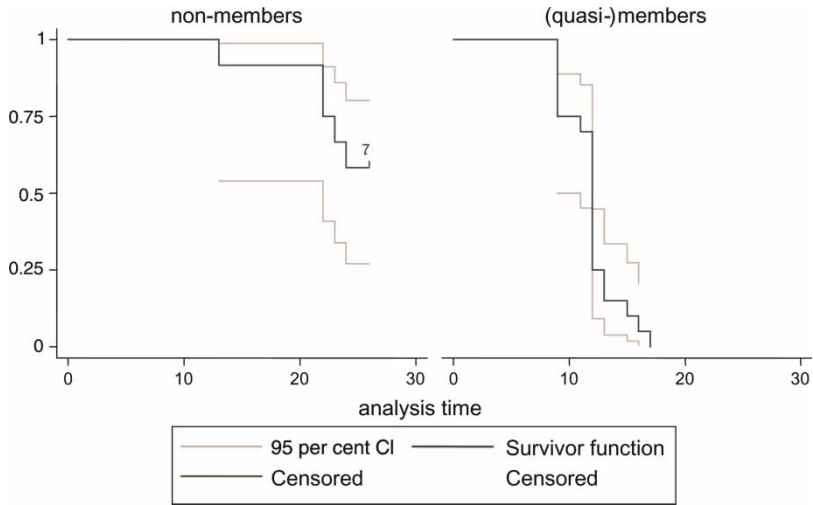 non-members (quasi-)members
1
0.75
7
0.5
0.25
0
0 10 20 30 0 10 20 30
analysis time
95 per cent CI Survivor function
Censored Censored